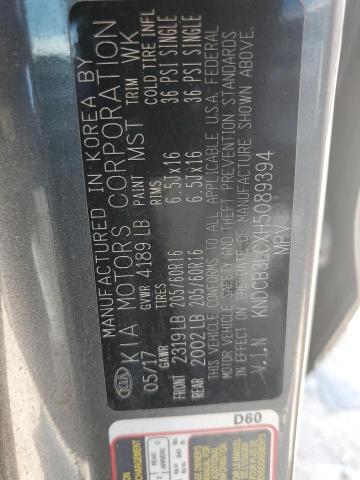 MANUFACTURED IN KOREA BY
KIA MOTORS CORPORATION
05/17 GVWR 4189 LB PAINT MST TRIM WK
GAWR TIRES RIMS COLD TIRE INFL
FRONT 2319 LB 205/60R16 6.5JX16 36 PSI SINGLE
REAR 2002 LB 205/60R16 6.5JX16 36 PSI SINGLE
THIS VEHICLE CONFORMS TO ALL APPLICABLE U.S.A. FEDERAL
MOTOR VEHICLE SAFETY AND THEFT PREVENTION STANDARDS
IN EFFECT ON THE DATE OF MANUFACTURE SHOWN ABOVE.
V.I.N KNDCB3LCXH5089394
MPV
KIA
D60